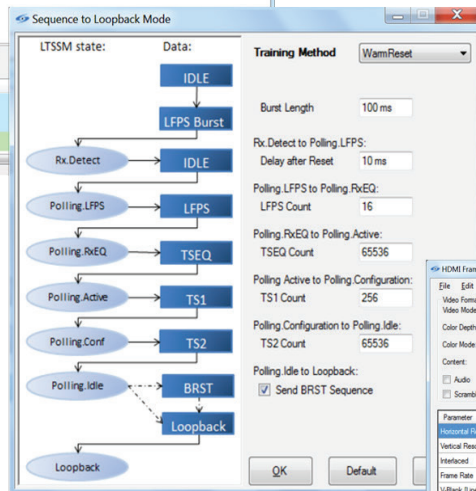 Sequence to Loopback Mode
LTSSM state:
Data:
Training Method
WarmReset
IDLE
LFPS Burst
Burst Length
100 ms
Rx.Detect
IDLE
Rx.Detect to Polling.LFPS:
Delay after Reset
10 ms
Polling.LFPS
LFPS
Polling.LFPS to Polling.RxEQ:
LFPS Count
16
Polling.RxEQ
TSEQ
Polling.RxEQ to Polling.Active:
TSEQ Count
65536
Polling.Active
TS1
Polling Active to Polling.Configuration:
TS1 Count
256
Polling.Conf
TS2
Polling.Configuration to Polling.Idle:
TS2 Count
65536
Polling.Idle
BRST
Polling.Idle to Loopback:
Send BRST Sequence
Loopback
Loopback
OK
Default
HDMI Fram
File Edit
Video Forma
Video Mode
Color Depth
Color Mode:
Content:
Audio
Scrambl
Parameter
Horizontal Re
Vertical Reso
Interlaced
Frame Rate